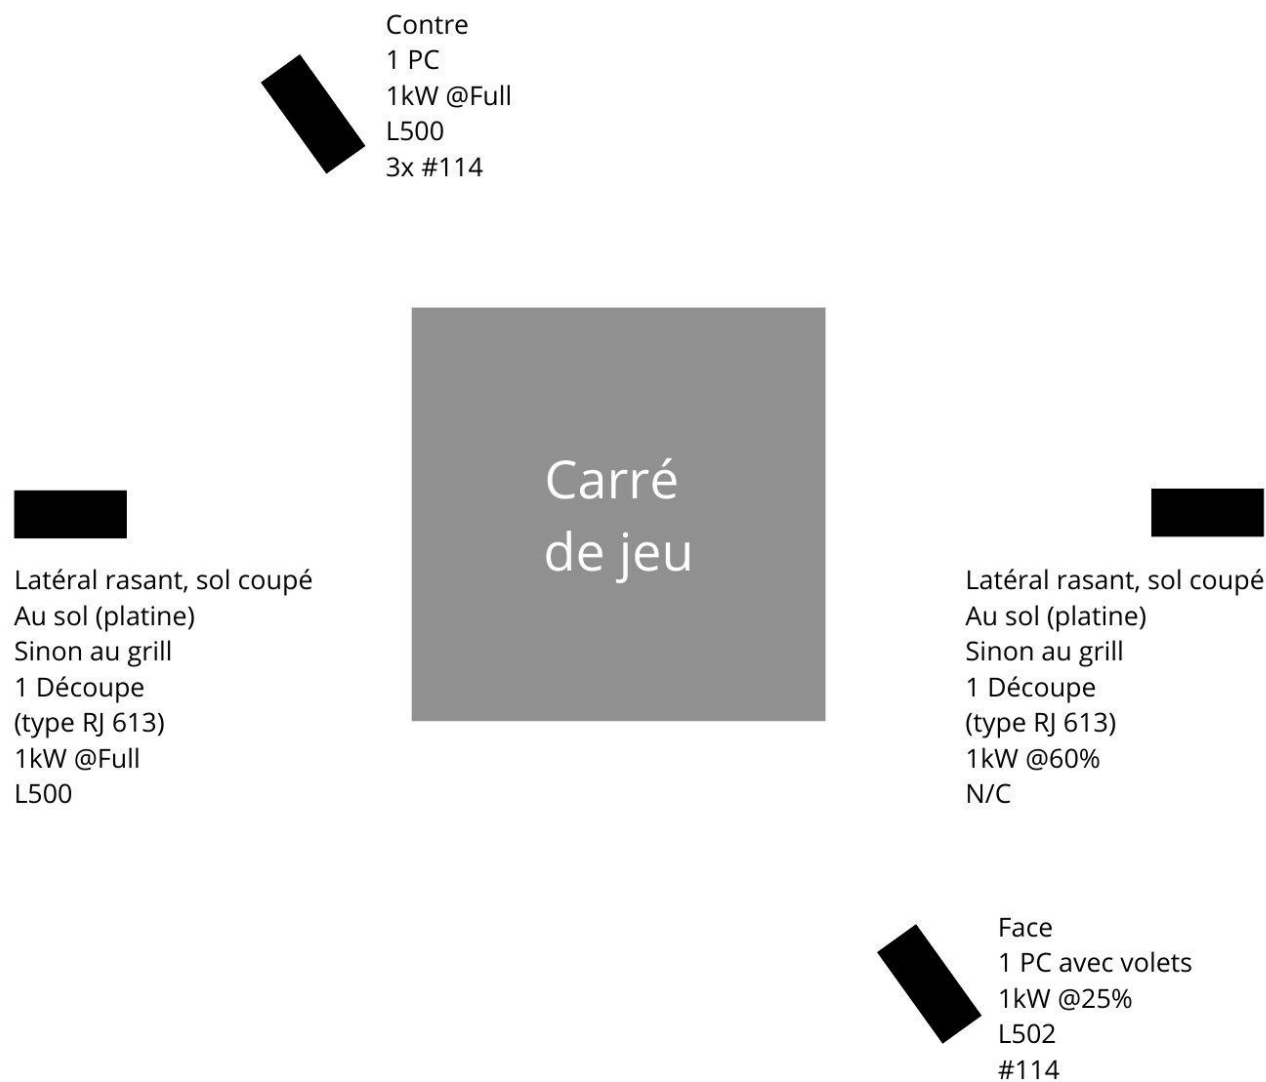 Contre
1 PC
1kW @Full
L500
3x #114
Carré
de jeu
Latéral rasant, sol coupé
Au sol (platine)
Sinon au grill
1 Découpe
(type RJ 613)
1kW @Full
L500
Latéral rasant, sol coupé
Au sol (platine)
Sinon au grill
1 Découpe
(type RJ 613)
1kW @60%
N/C
Face
1 PC avec volets
1kW @25%
L502
#114